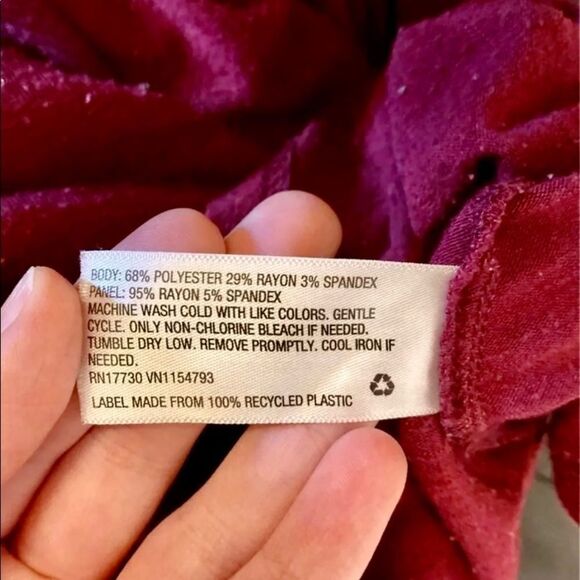 BODY: 68% POLYESTER 29% RAYON 3% SPANDEX
PANEL: 95% RAYON 5% SPANDEX
MACHINE WASH COLD WITH LIKE COLORS. GENTLE
CYCLE. ONLY NON-CHLORINE BLEACH IF NEEDED.
TUMBLE DRY LOW. REMOVE PROMPTLY. COOL IRON IF
NEEDED.
RN17730 VN1154793
LABEL MADE FROM 100% RECYCLED PLASTIC